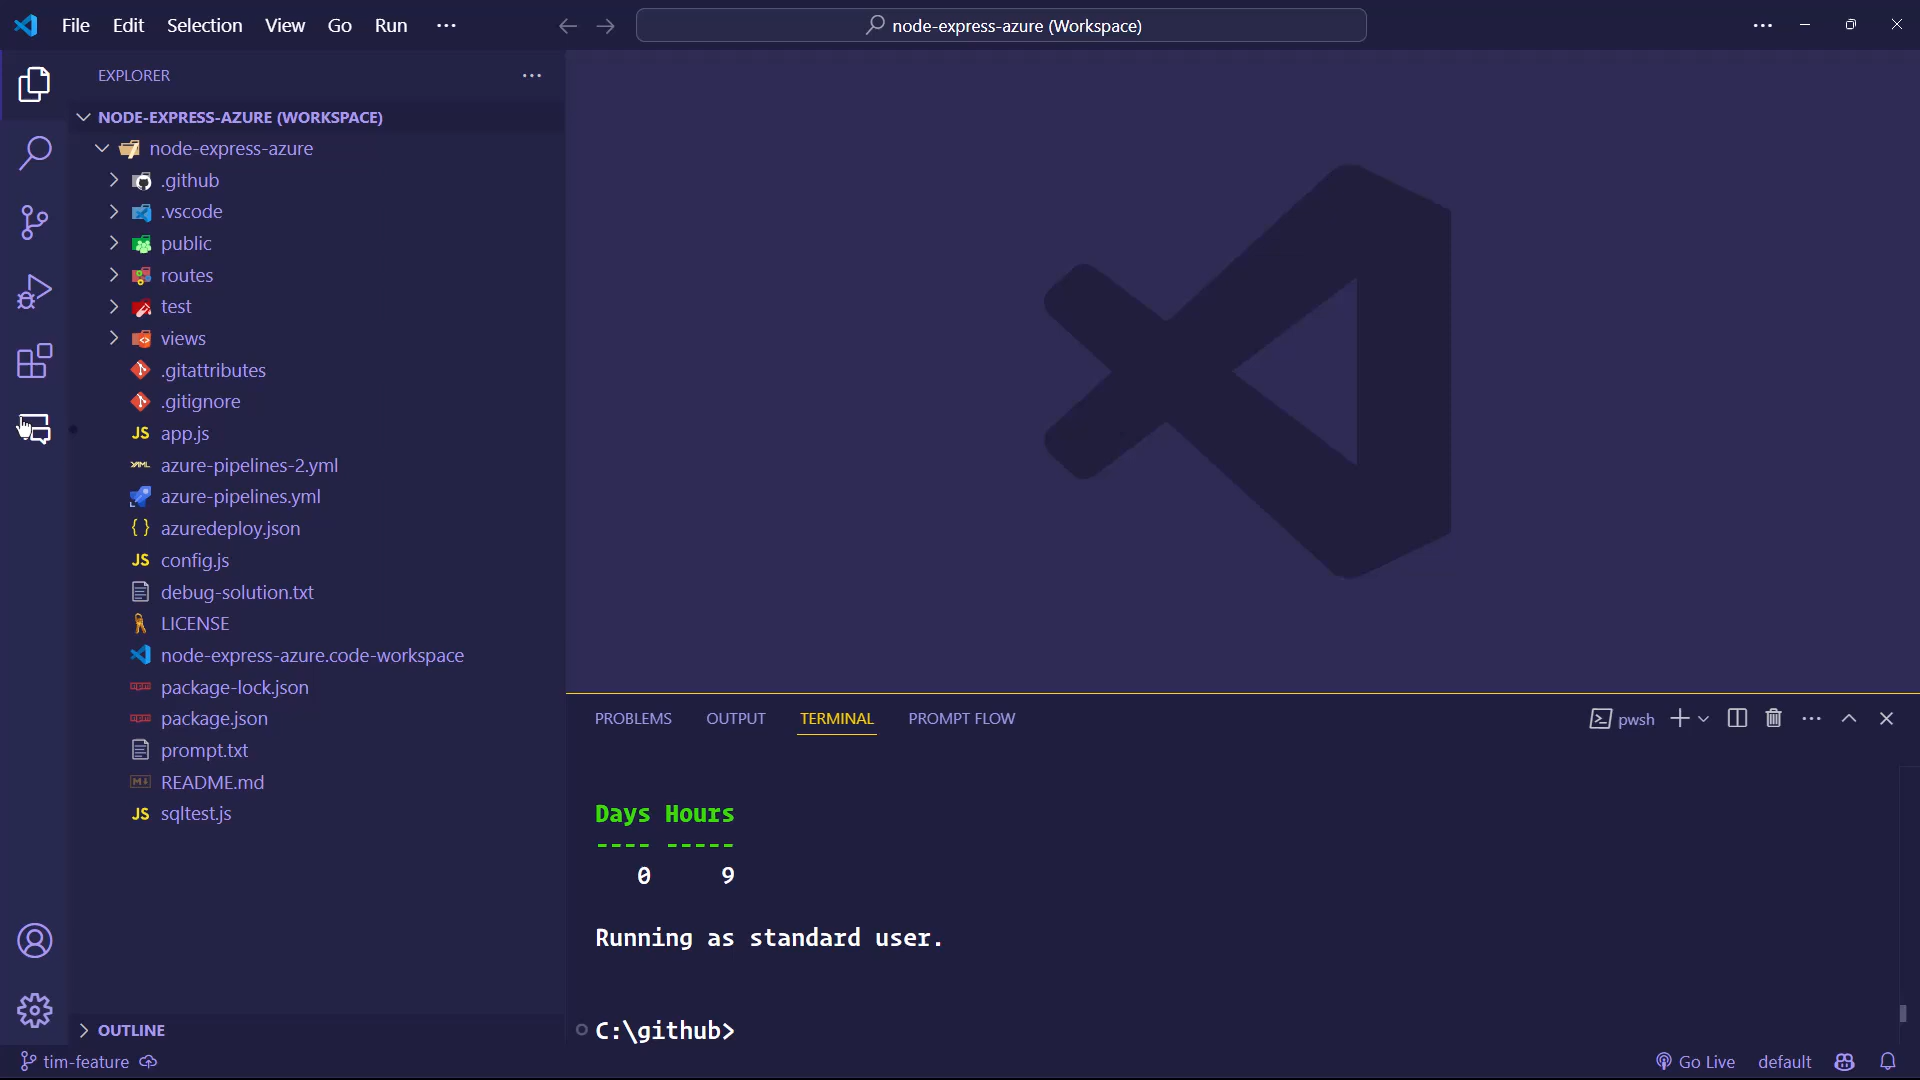 File Edit Selection View Go Run ···
node-express-azure (Workspace)
EXPLORER
NODE-EXPRESS-AZURE (WORKSPACE)
node-express-azure
.github
.vscode
public
routes
test
views
.gitattributes
.gitignore
JS app.js
YAML azure-pipelines-2.yml
azure-pipelines.yml
{ } azuredeploy.json
JS config.js
debug-solution.txt
LICENSE
node-express-azure.code-workspace
npm package-lock.json
npm package.json
prompt.txt
M↓ README.md
JS sqltest.js
OUTLINE
PROBLEMS OUTPUT TERMINAL PROMPT FLOW
pwsh
Days Hours
---- -----
0 9
Running as standard user.
C:\github>
tim-feature
Go Live default